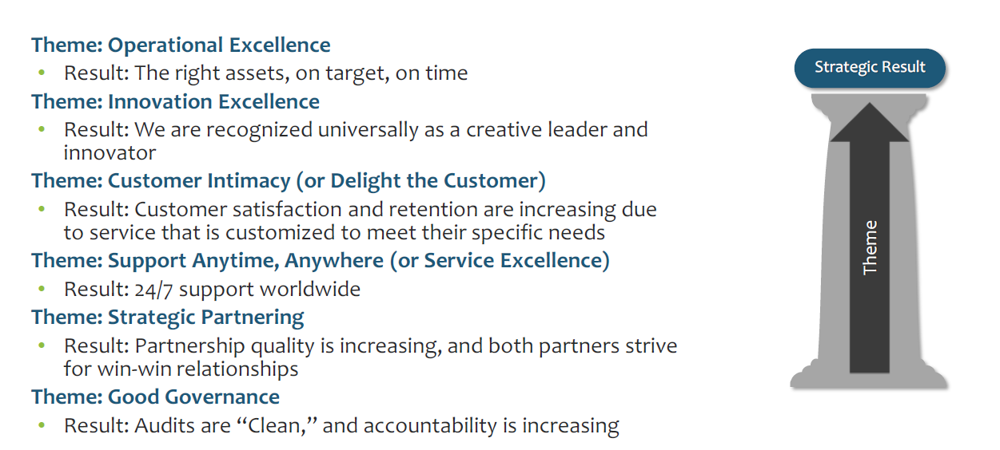 Theme: Operational Excellence
• Result: The right assets, on target, on time
Theme: Innovation Excellence
• Result: We are recognized universally as a creative leader and
innovator
Theme: Customer Intimacy (or Delight the Customer)
• Result: Customer satisfaction and retention are increasing due
to service that is customized to meet their specific needs
Theme: Support Anytime, Anywhere (or Service Excellence)
• Result: 24/7 support worldwide
Theme: Strategic Partnering
• Result: Partnership quality is increasing, and both partners strive
for win-win relationships
Theme: Good Governance
• Result: Audits are “Clean,” and accountability is increasing
Strategic Result
Theme